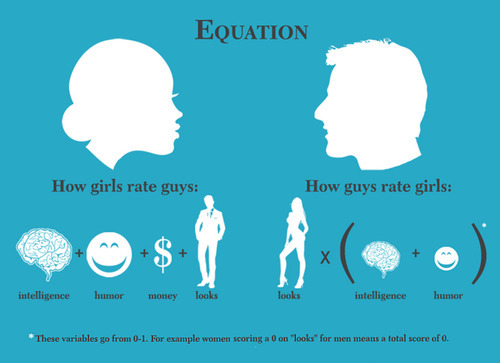 EQUATION
How girls rate guys:
How guys rate girls:
+ + $ +
x ( + )*
intelligence humor money looks
looks intelligence humor
* These variables go from 0-1. For example women scoring a 0 on "looks" for men means a total score of 0.